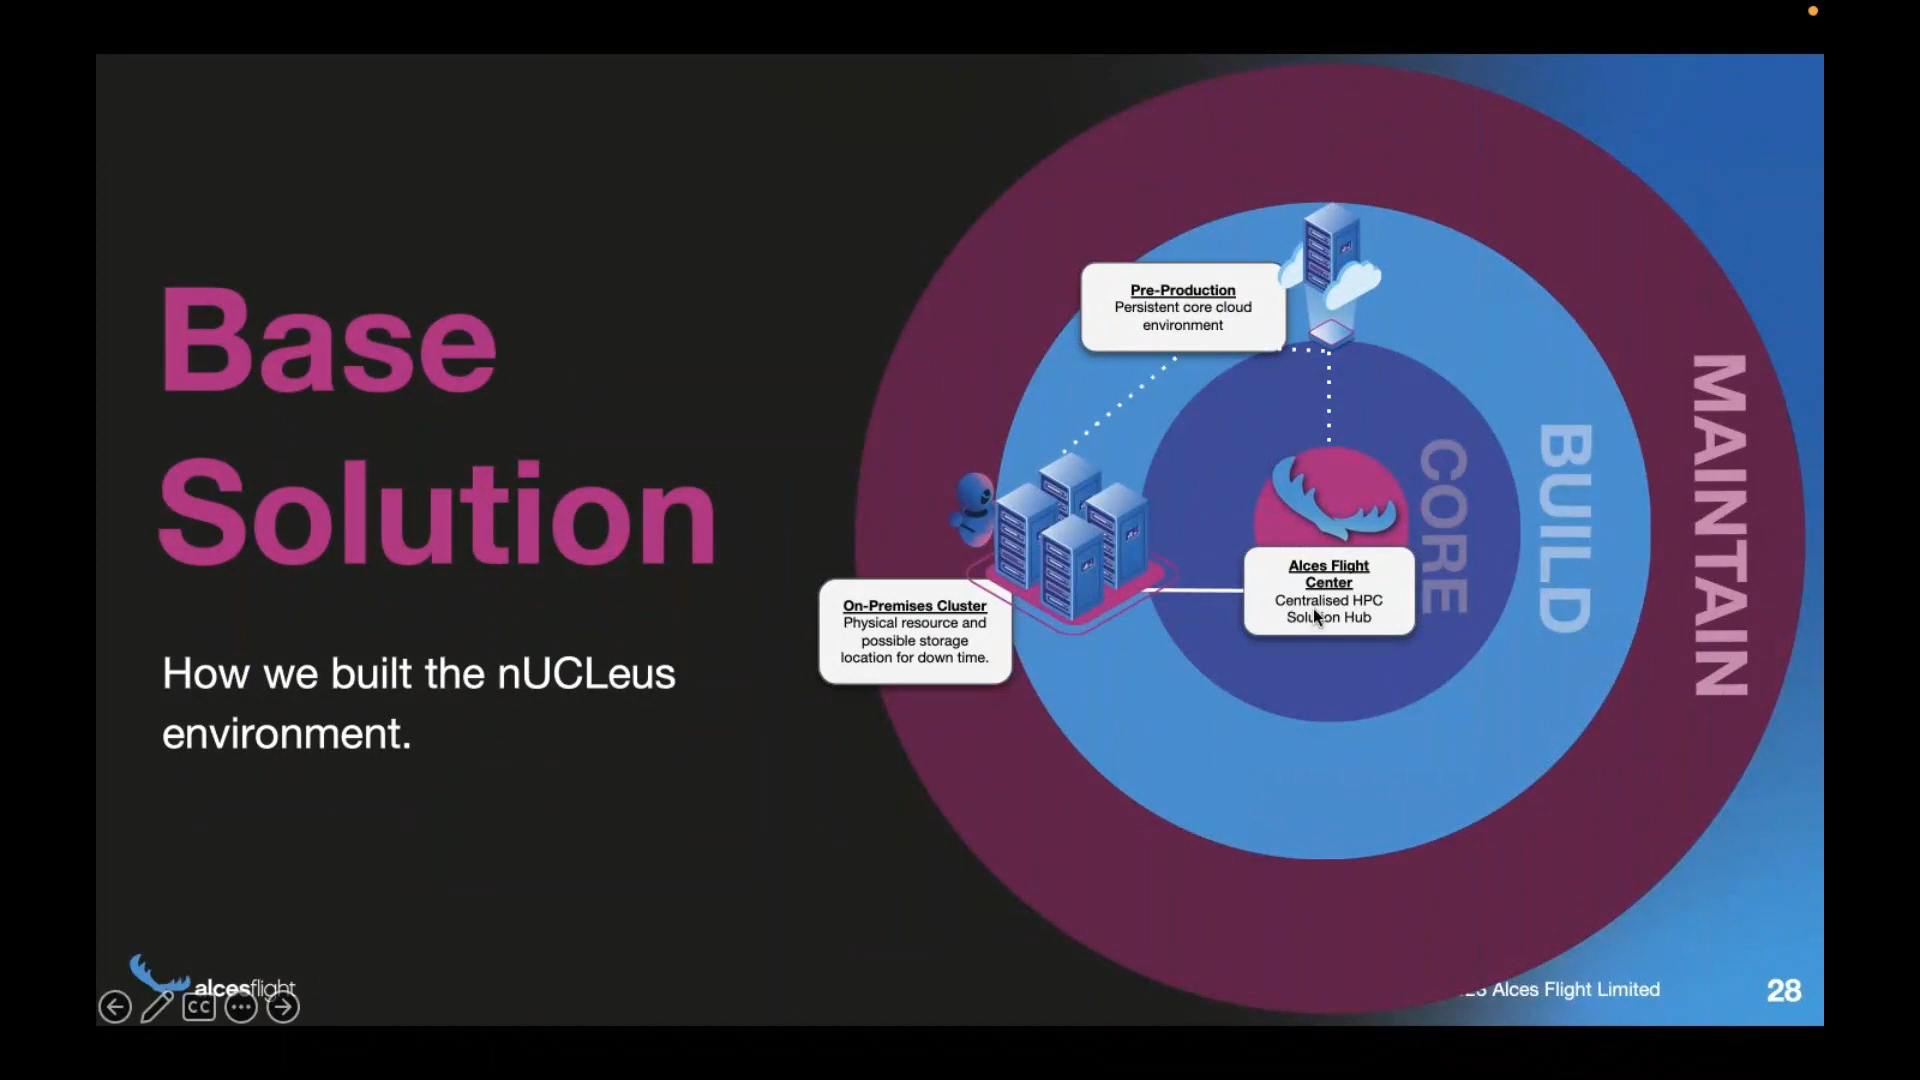 Base
Solution
How we built the nUCLeus
environment.
Pre-Production
Persistent core cloud
environment
On-Premises Cluster
Physical resource and
possible storage
location for down time.
Alces Flight
Center
Centralised HPC
Solution Hub
CORE
BUILD
MAINTAIN
alcesflight
CC
Alces Flight Limited
28